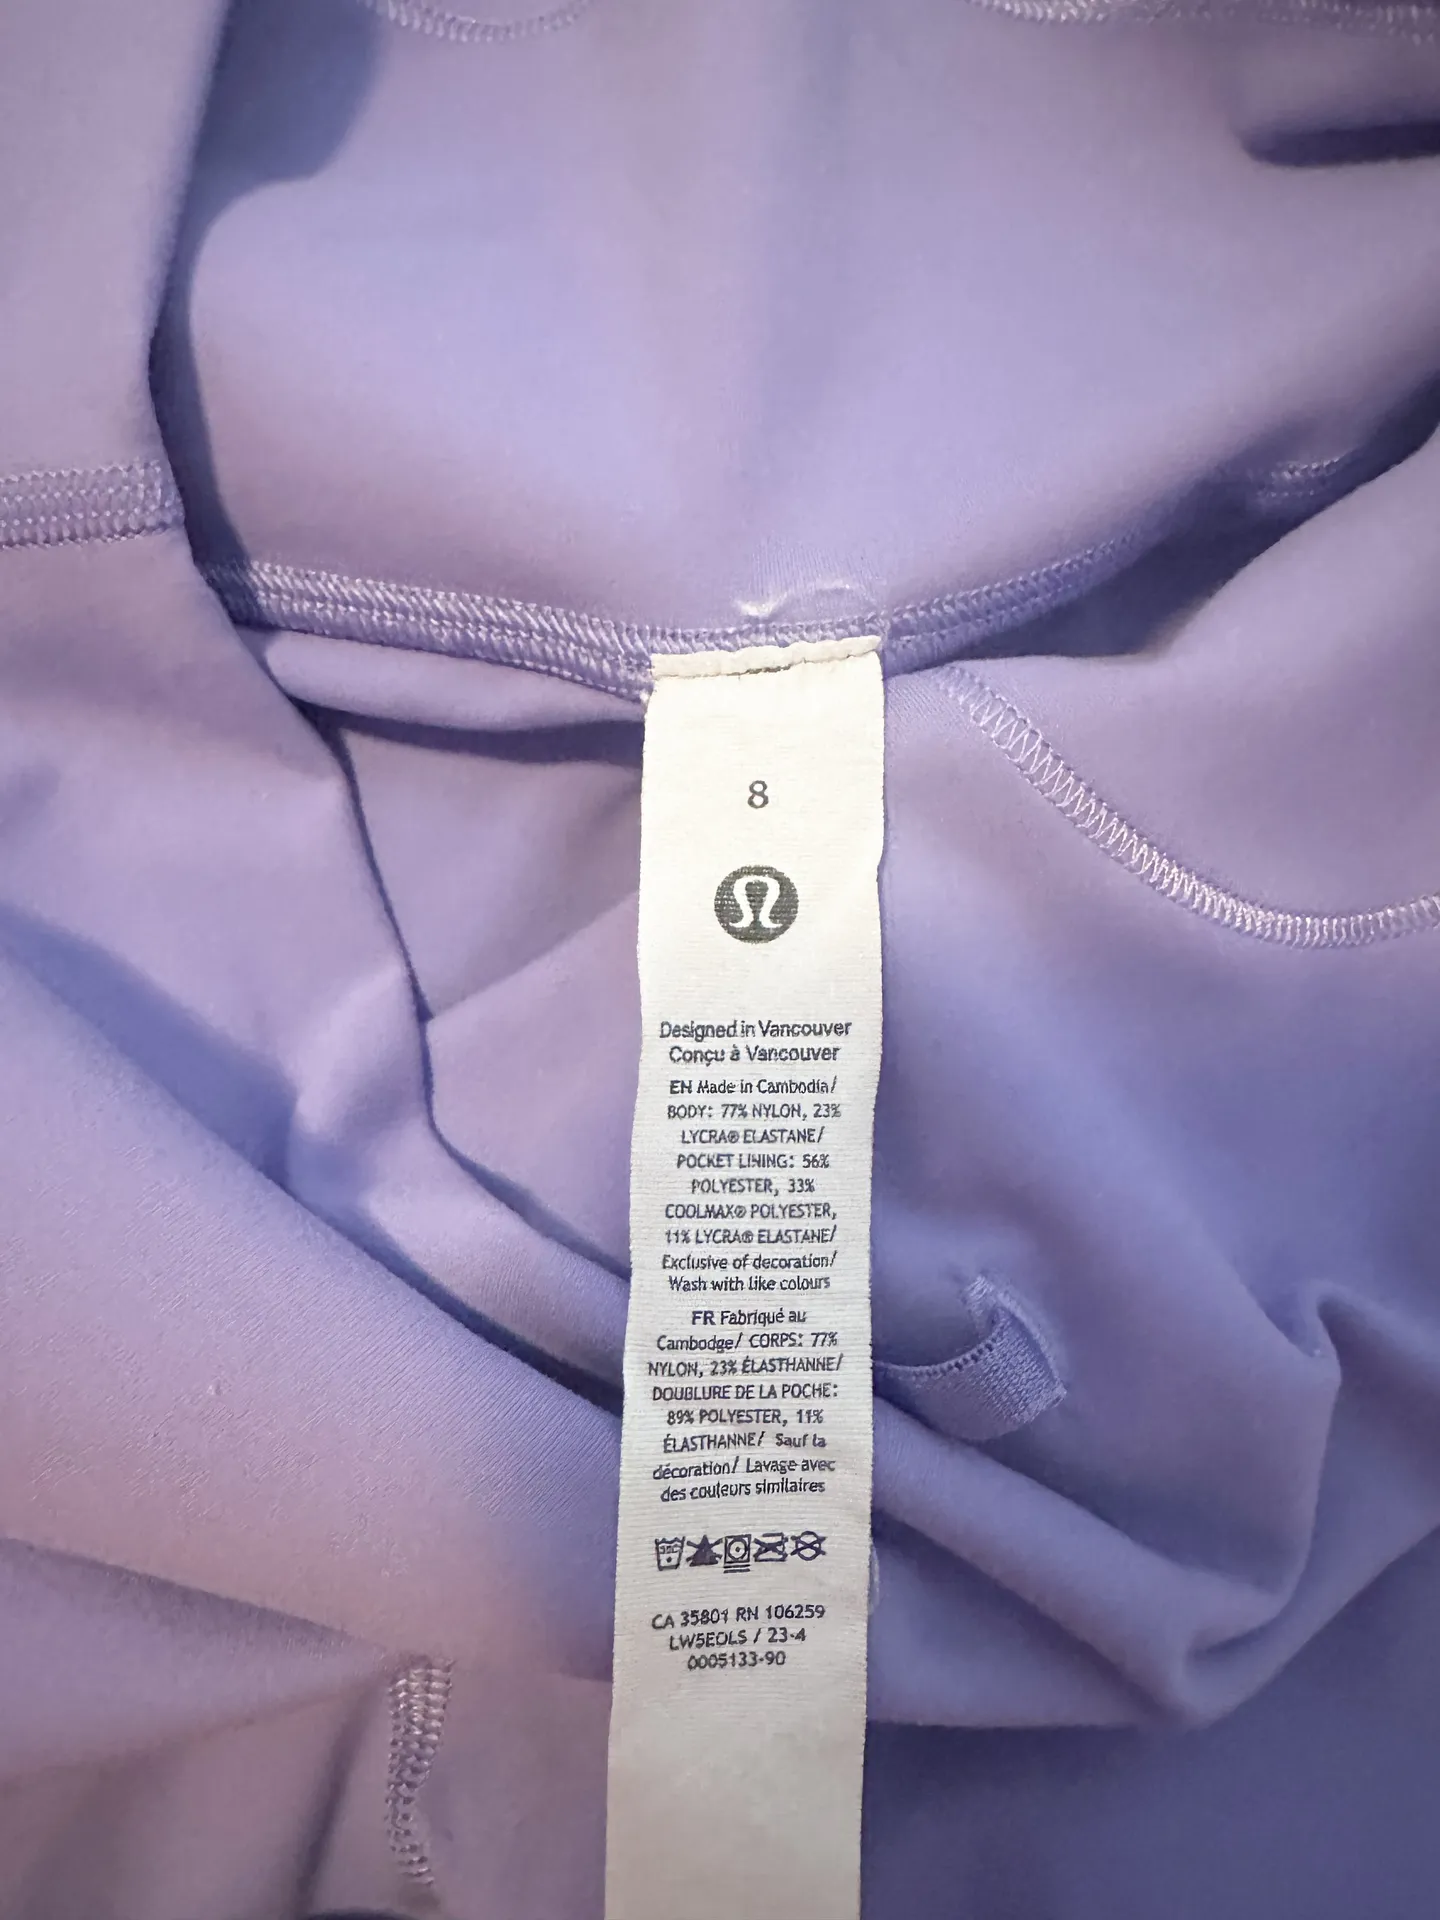 8
Designed in Vancouver
Conçu à Vancouver
EN Made in Cambodia/
BODY: 77% NYLON, 23%
LYCRA® ELASTANE/
POCKET LINING: 56%
POLYESTER, 33%
COOLMAX® POLYESTER,
11% LYCRA® ELASTANE/
Exclusive of decoration/
Wash with like colours
FR Fabriqué au
Cambodge/ CORPS: 77%
NYLON, 23% ÉLASTHANNE/
DOUBLURE DE LA POCHE:
89% POLYESTER, 11%
ÉLASTHANNE/ Sauf la
décoration/ Lavage avec
des couleurs similaires
CA 35801 RN 106259
LW5EOLS / 23-4
0005133-90